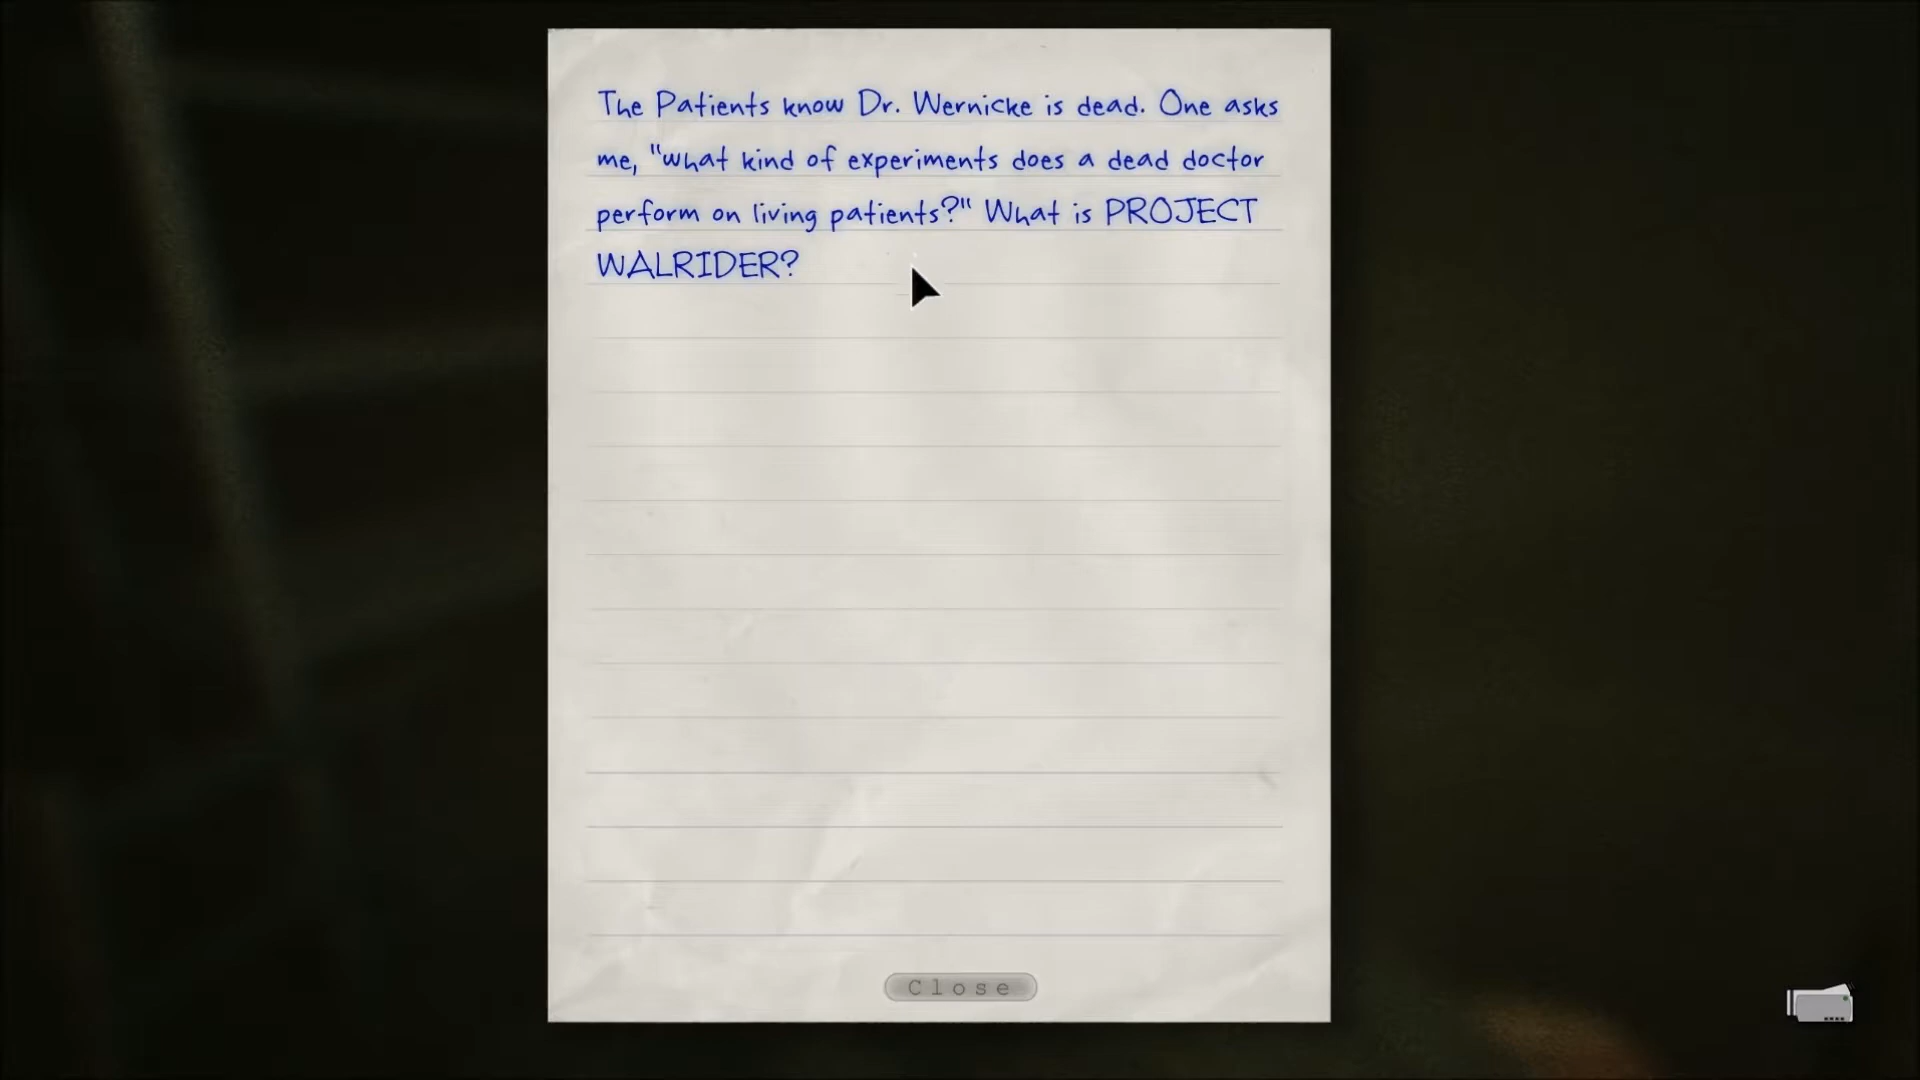 The Patients know Dr. Wernicke is dead. One asks
me, "what kind of experiments does a dead doctor
perform on living patients?" What is PROJECT
WALRIDER?
Close